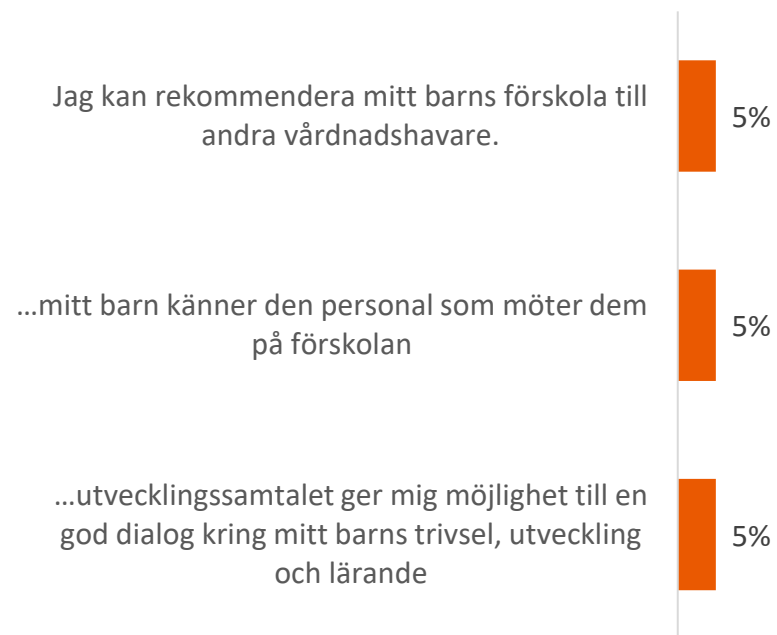 Jag kan rekommendera mitt barns förskola till
andra vårdnadshavare.
5%
...mitt barn känner den personal som möter dem
på förskolan
5%
...utvecklingssamtalet ger mig möjlighet till en
god dialog kring mitt barns trivsel, utveckling
och lärande
5%